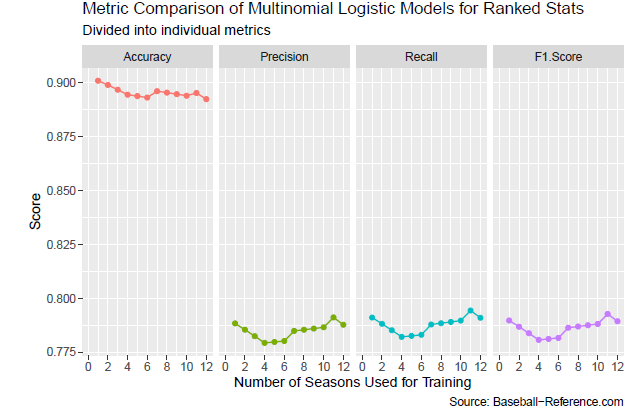 Metric Comparison of Multinomial Logistic Models for Ranked Stats
Divided into individual metrics
Accuracy Precision Recall F1.Score
0.900
0.875
0.850
0.825
0.800
0.775
Score
0 2 4 6 8 10 12 0 2 4 6 8 10 12 0 2 4 6 8 10 12 0 2 4 6 8 10 12
Number of Seasons Used for Training
Source: Baseball−Reference.com